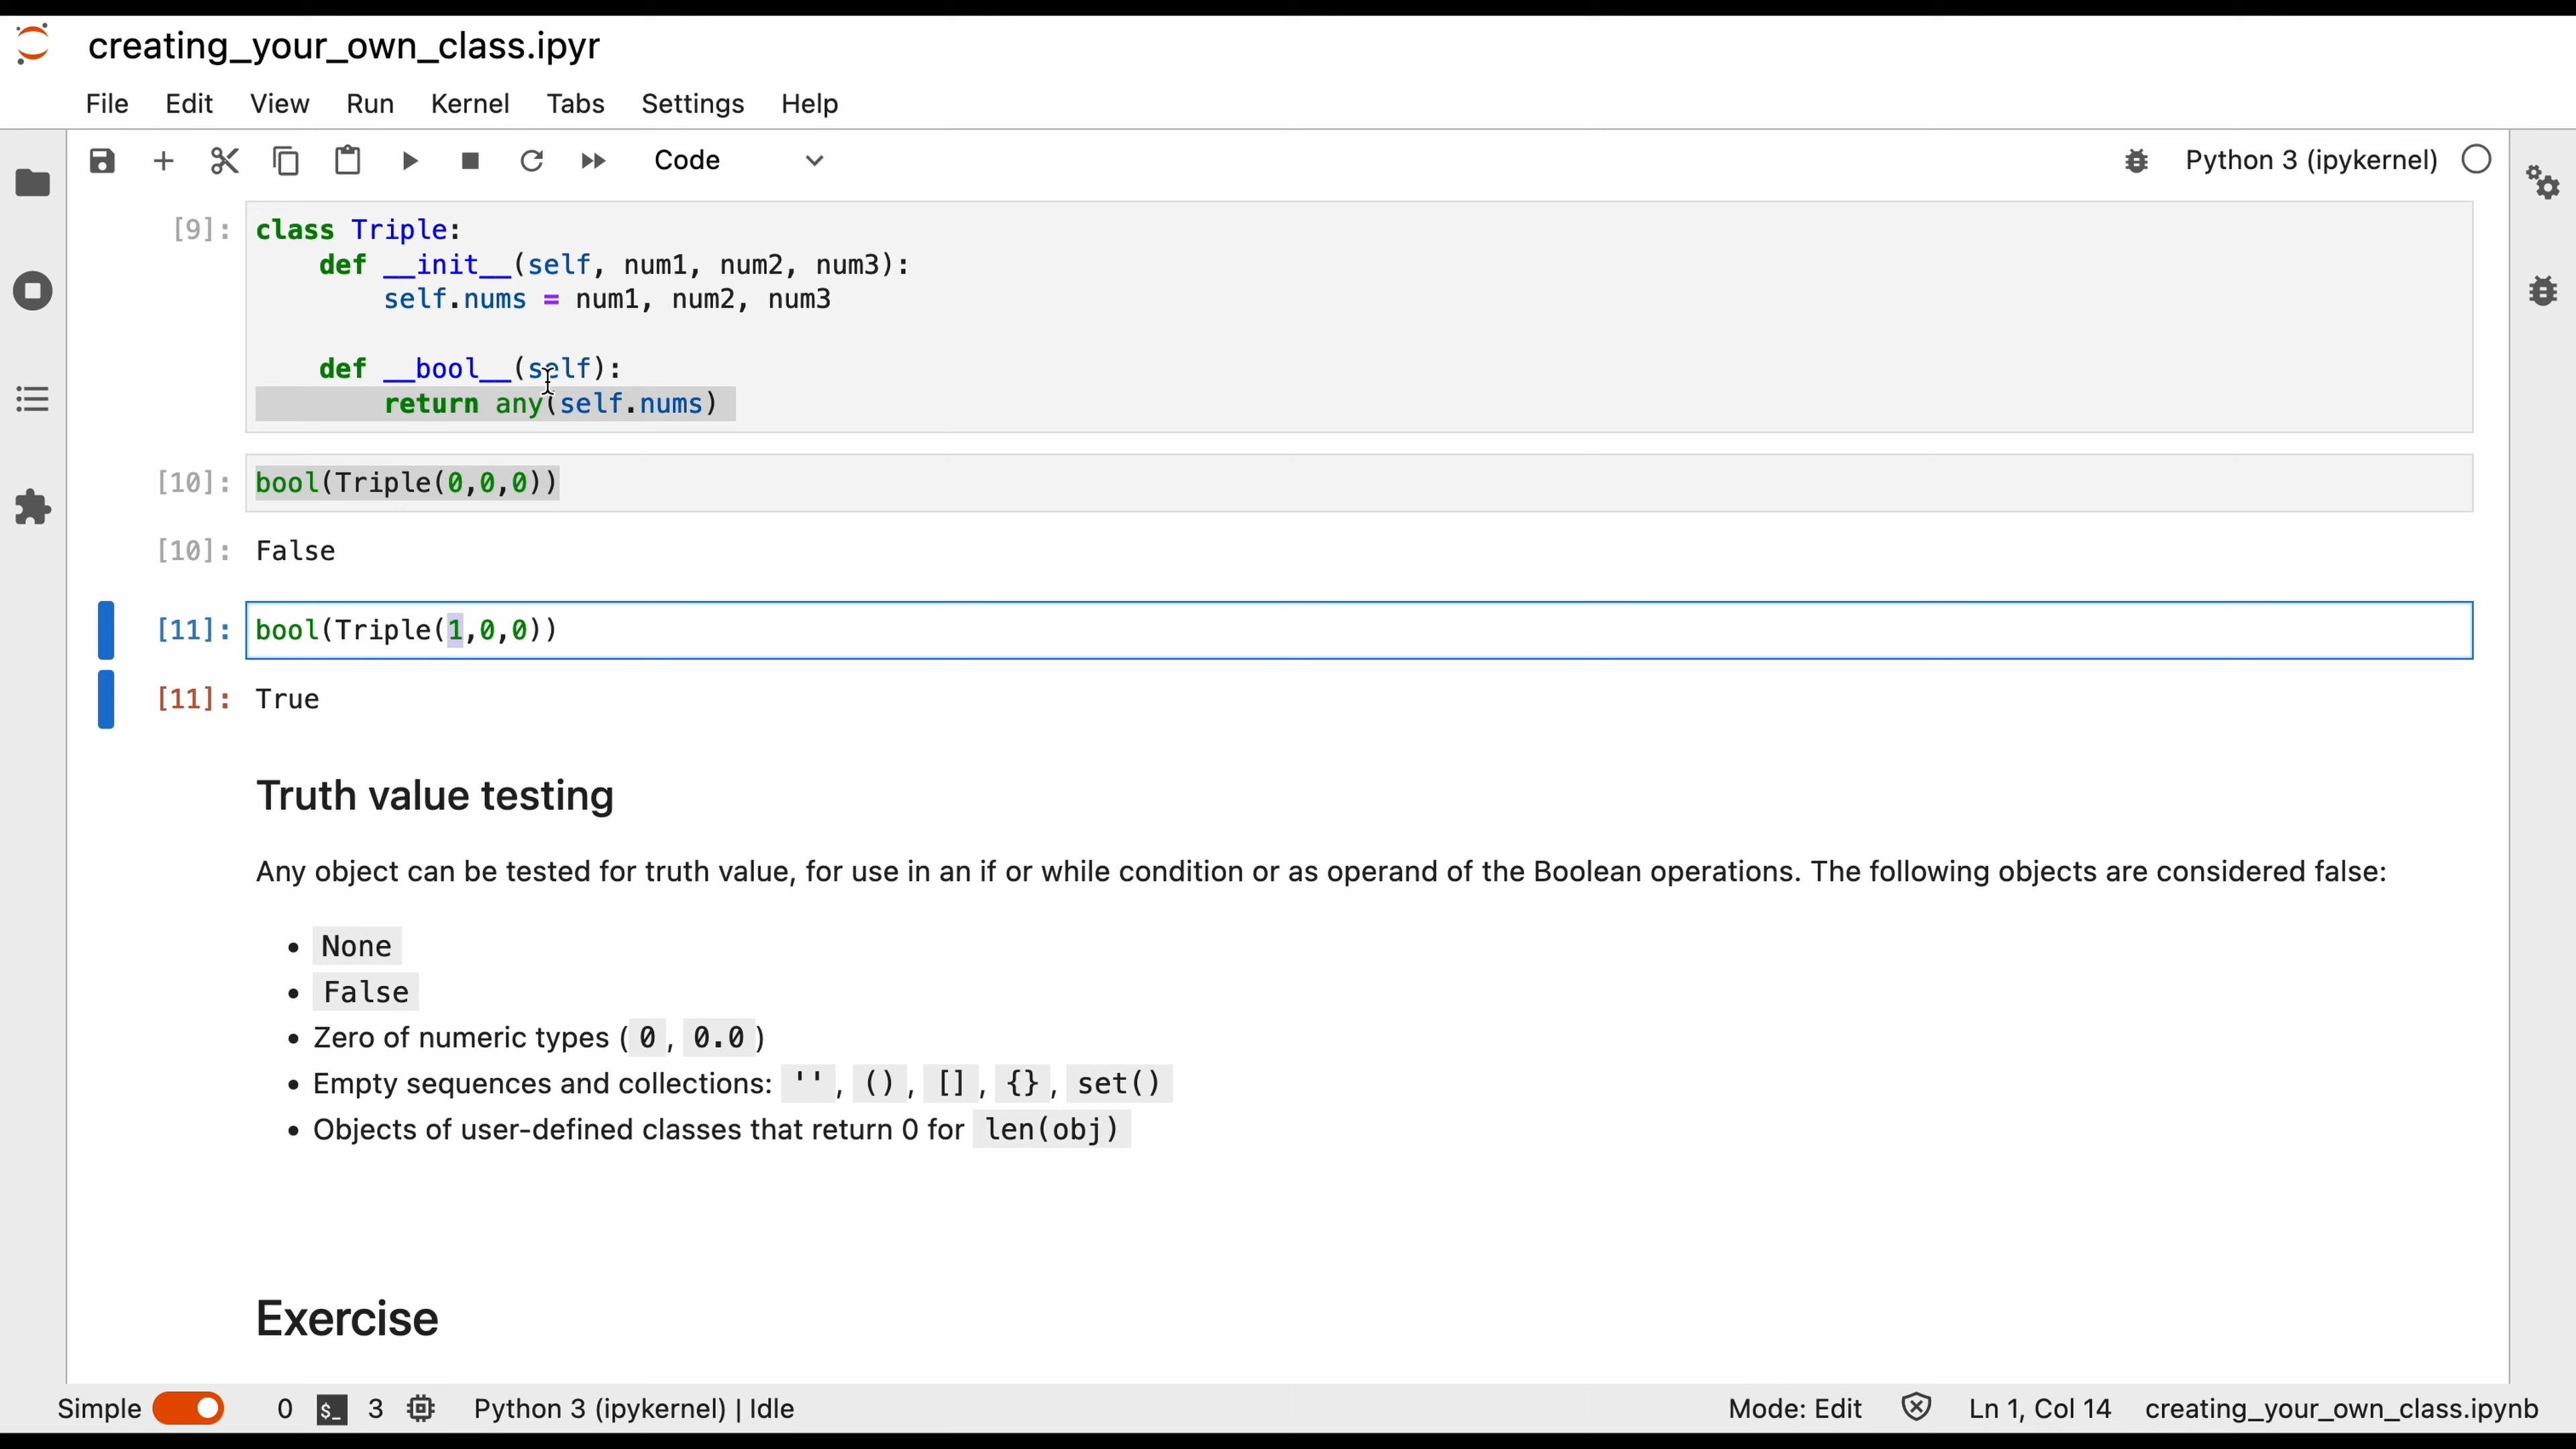 creating_your_own_class.ipyr
File Edit View Run Kernel Tabs Settings Help
Code Python 3 (ipykernel)
[9]: class Triple:
    def __init__(self, num1, num2, num3):
        self.nums = num1, num2, num3
    def __bool__(self):
        return any(self.nums)
[10]: bool(Triple(0,0,0))
[10]: False
[11]: bool(Triple(1,0,0))
[11]: True
Truth value testing
Any object can be tested for truth value, for use in an if or while condition or as operand of the Boolean operations. The following objects are considered false:
• None
• False
• Zero of numeric types ( 0 , 0.0 )
• Empty sequences and collections: '' , () , [] , {} , set()
• Objects of user-defined classes that return 0 for len(obj)
Exercise
Simple 0 $_ 3 Python 3 (ipykernel) | Idle Mode: Edit Ln 1, Col 14 creating_your_own_class.ipynb